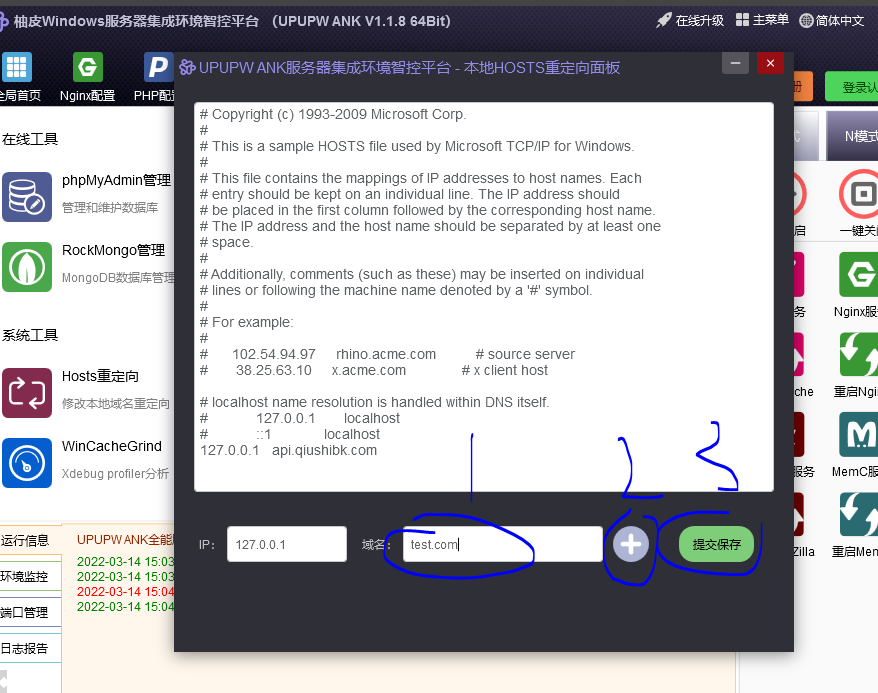 柚皮Windows服务器集成环境智控平台 （UPUPW ANK V1.1.8 64Bit）
在线升级 主菜单 简体中文
全局首页 Nginx配置 PHP配
UPUPW ANK服务器集成环境智控平台 - 本地HOSTS重定向面板
册 登录认
式 N模式
在线工具
phpMyAdmin管理
管理和维护数据库
RockMongo管理
MongoDB数据库管理
系统工具
Hosts重定向
修改本地域名重定向
WinCacheGrind
Xdebug profiler分析
# Copyright (c) 1993-2009 Microsoft Corp.
#
# This is a sample HOSTS file used by Microsoft TCP/IP for Windows.
#
# This file contains the mappings of IP addresses to host names. Each
# entry should be kept on an individual line. The IP address should
# be placed in the first column followed by the corresponding host name.
# The IP address and the host name should be separated by at least one
# space.
#
# Additionally, comments (such as these) may be inserted on individual
# lines or following the machine name denoted by a '#' symbol.
#
# For example:
#
# 102.54.94.97 rhino.acme.com # source server
# 38.25.63.10 x.acme.com # x client host
# localhost name resolution is handled within DNS itself.
# 127.0.0.1 localhost
# ::1 localhost
127.0.0.1 api.qiushibk.com
1 2 3
IP: 127.0.0.1 域名: test.com 提交保存
启 一键关
务 Nginx服
che 重启Ngi
服务 MemC服
Zilla 重启Mem
运行信息
环境监控
端口管理
日志报告
UPUPW ANK全能
2022-03-14 15:03
2022-03-14 15:03
2022-03-14 15:04
2022-03-14 15:04